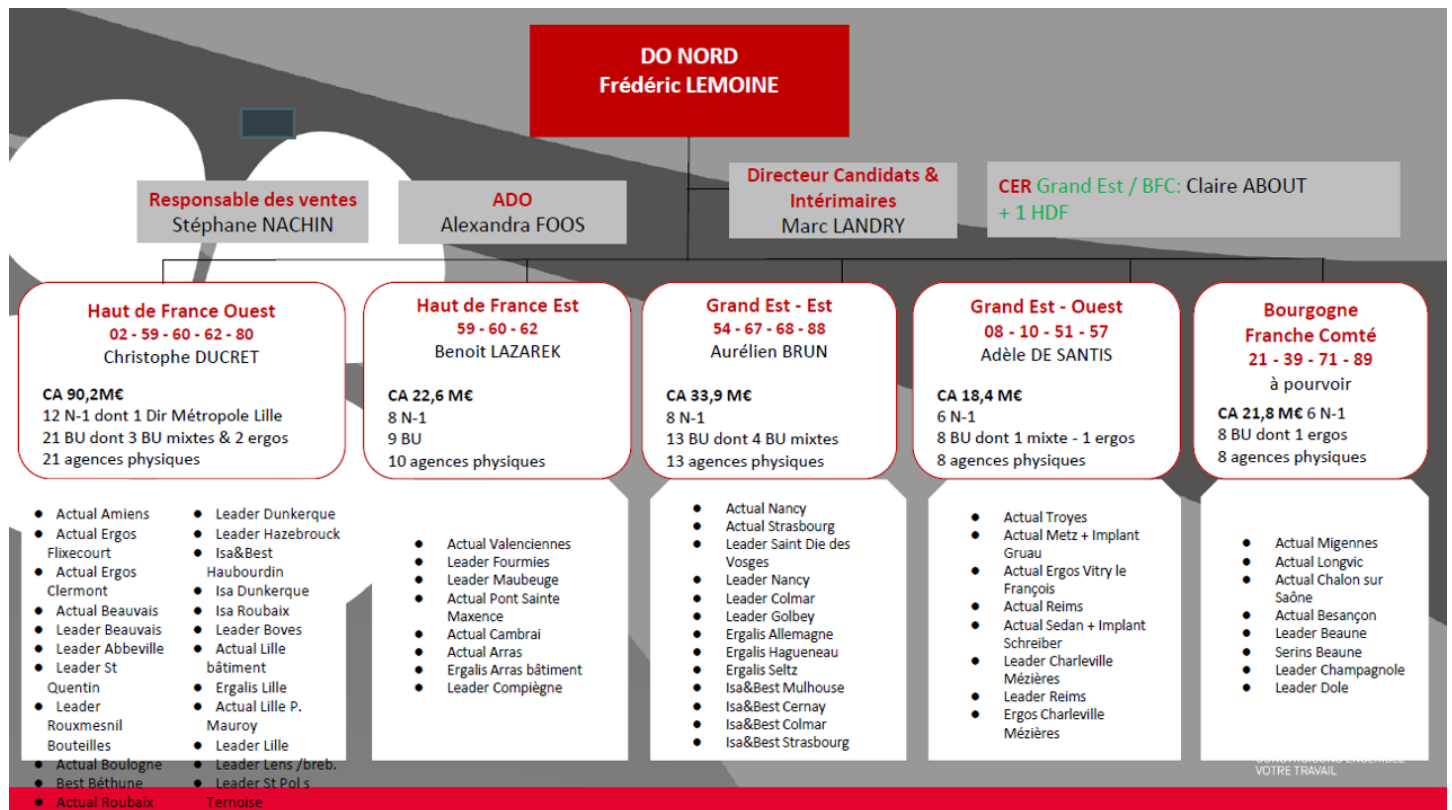 DO NORD
Frédéric LEMOINE
Responsable des ventes
Stéphane NACHIN
ADO
Alexandra FOOS
Directeur Candidats &
Intérimaires
Marc LANDRY
CER Grand Est / BFC: Claire ABOUT
+ 1 HDF
Haut de France Ouest
02 - 59 - 60 - 62 - 80
Christophe DUCRET
CA 90,2M€
12 N-1 dont 1 Dir Métropole Lille
21 BU dont 3 BU mixtes & 2 ergos
21 agences physiques
Haut de France Est
59 - 60 - 62
Benoit LAZAREK
CA 22,6 M€
8 N-1
9 BU
10 agences physiques
Grand Est - Est
54 - 67 - 68 - 88
Aurélien BRUN
CA 33,9 M€
8 N-1
13 BU dont 4 BU mixtes
13 agences physiques
Grand Est - Ouest
08 - 10 - 51 - 57
Adèle DE SANTIS
CA 18,4 M€
6 N-1
8 BU dont 1 mixte - 1 ergos
8 agences physiques
Bourgogne
Franche Comté
21 - 39 - 71 - 89
à pourvoir
CA 21,8 M€ 6 N-1
8 BU dont 1 ergos
8 agences physiques
● Actual Amiens
● Actual Ergos
Flixecourt
● Actual Ergos
Clermont
● Actual Beauvais
● Leader Beauvais
● Leader Abbeville
● Leader St
Quentin
● Leader
Rouxmesnil
Bouteilles
● Actual Boulogne
● Best Béthune
● Actual Roubaix
● Leader Dunkerque
● Leader Hazebrouck
● Isa&Best
Haubourdin
● Isa Dunkerque
● Isa Roubaix
● Leader Boves
● Actual Lille
bâtiment
● Ergalis Lille
● Actual Lille P.
Mauroy
● Leader Lille
● Leader Lens /breb.
● Leader St Pol s
Ternoise
● Actual Valenciennes
● Leader Fourmies
● Leader Maubeuge
● Actual Pont Sainte
Maxence
● Actual Cambrai
● Actual Arras
● Ergalis Arras bâtiment
● Leader Compiègne
● Actual Nancy
● Actual Strasbourg
● Leader Saint Die des
Vosges
● Leader Nancy
● Leader Colmar
● Leader Golbey
● Ergalis Allemagne
● Ergalis Hagueneau
● Ergalis Seltz
● Isa&Best Mulhouse
● Isa&Best Cernay
● Isa&Best Colmar
● Isa&Best Strasbourg
● Actual Troyes
● Actual Metz + Implant
Gruau
● Actual Ergos Vitry le
François
● Actual Reims
● Actual Sedan + Implant
Schreiber
● Leader Charleville
Mézières
● Leader Reims
● Ergos Charleville
Mézières
● Actual Migennes
● Actual Longvic
● Actual Chalon sur
Saône
● Actual Besançon
● Leader Beaune
● Serins Beaune
● Leader Champagnole
● Leader Dole
VOTRE TRAVAIL